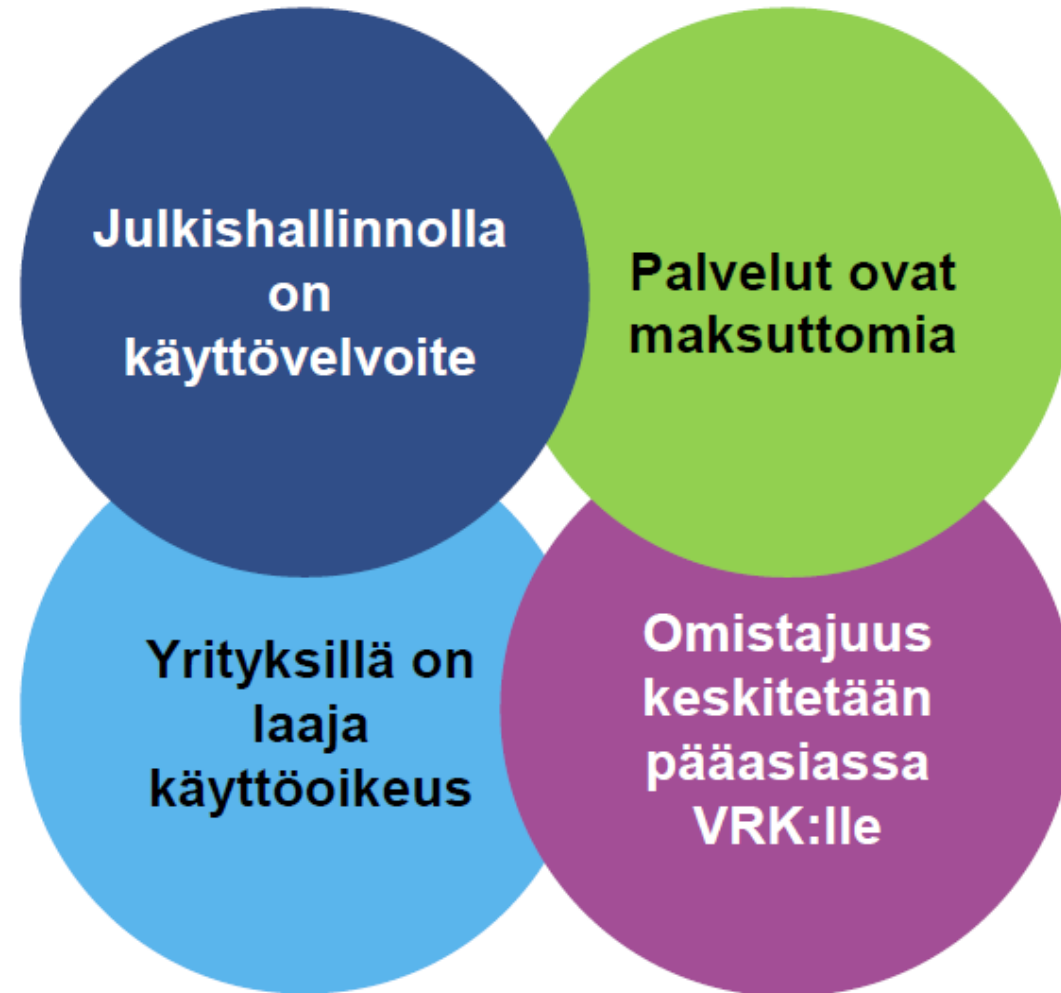 Julkishallinnolla
on
käyttövelvoite
Palvelut ovat
maksuttomia
Yrityksillä on
laaja
käyttöoikeus
Omistajuus
keskitetään
pääasiassa
VRK:lle